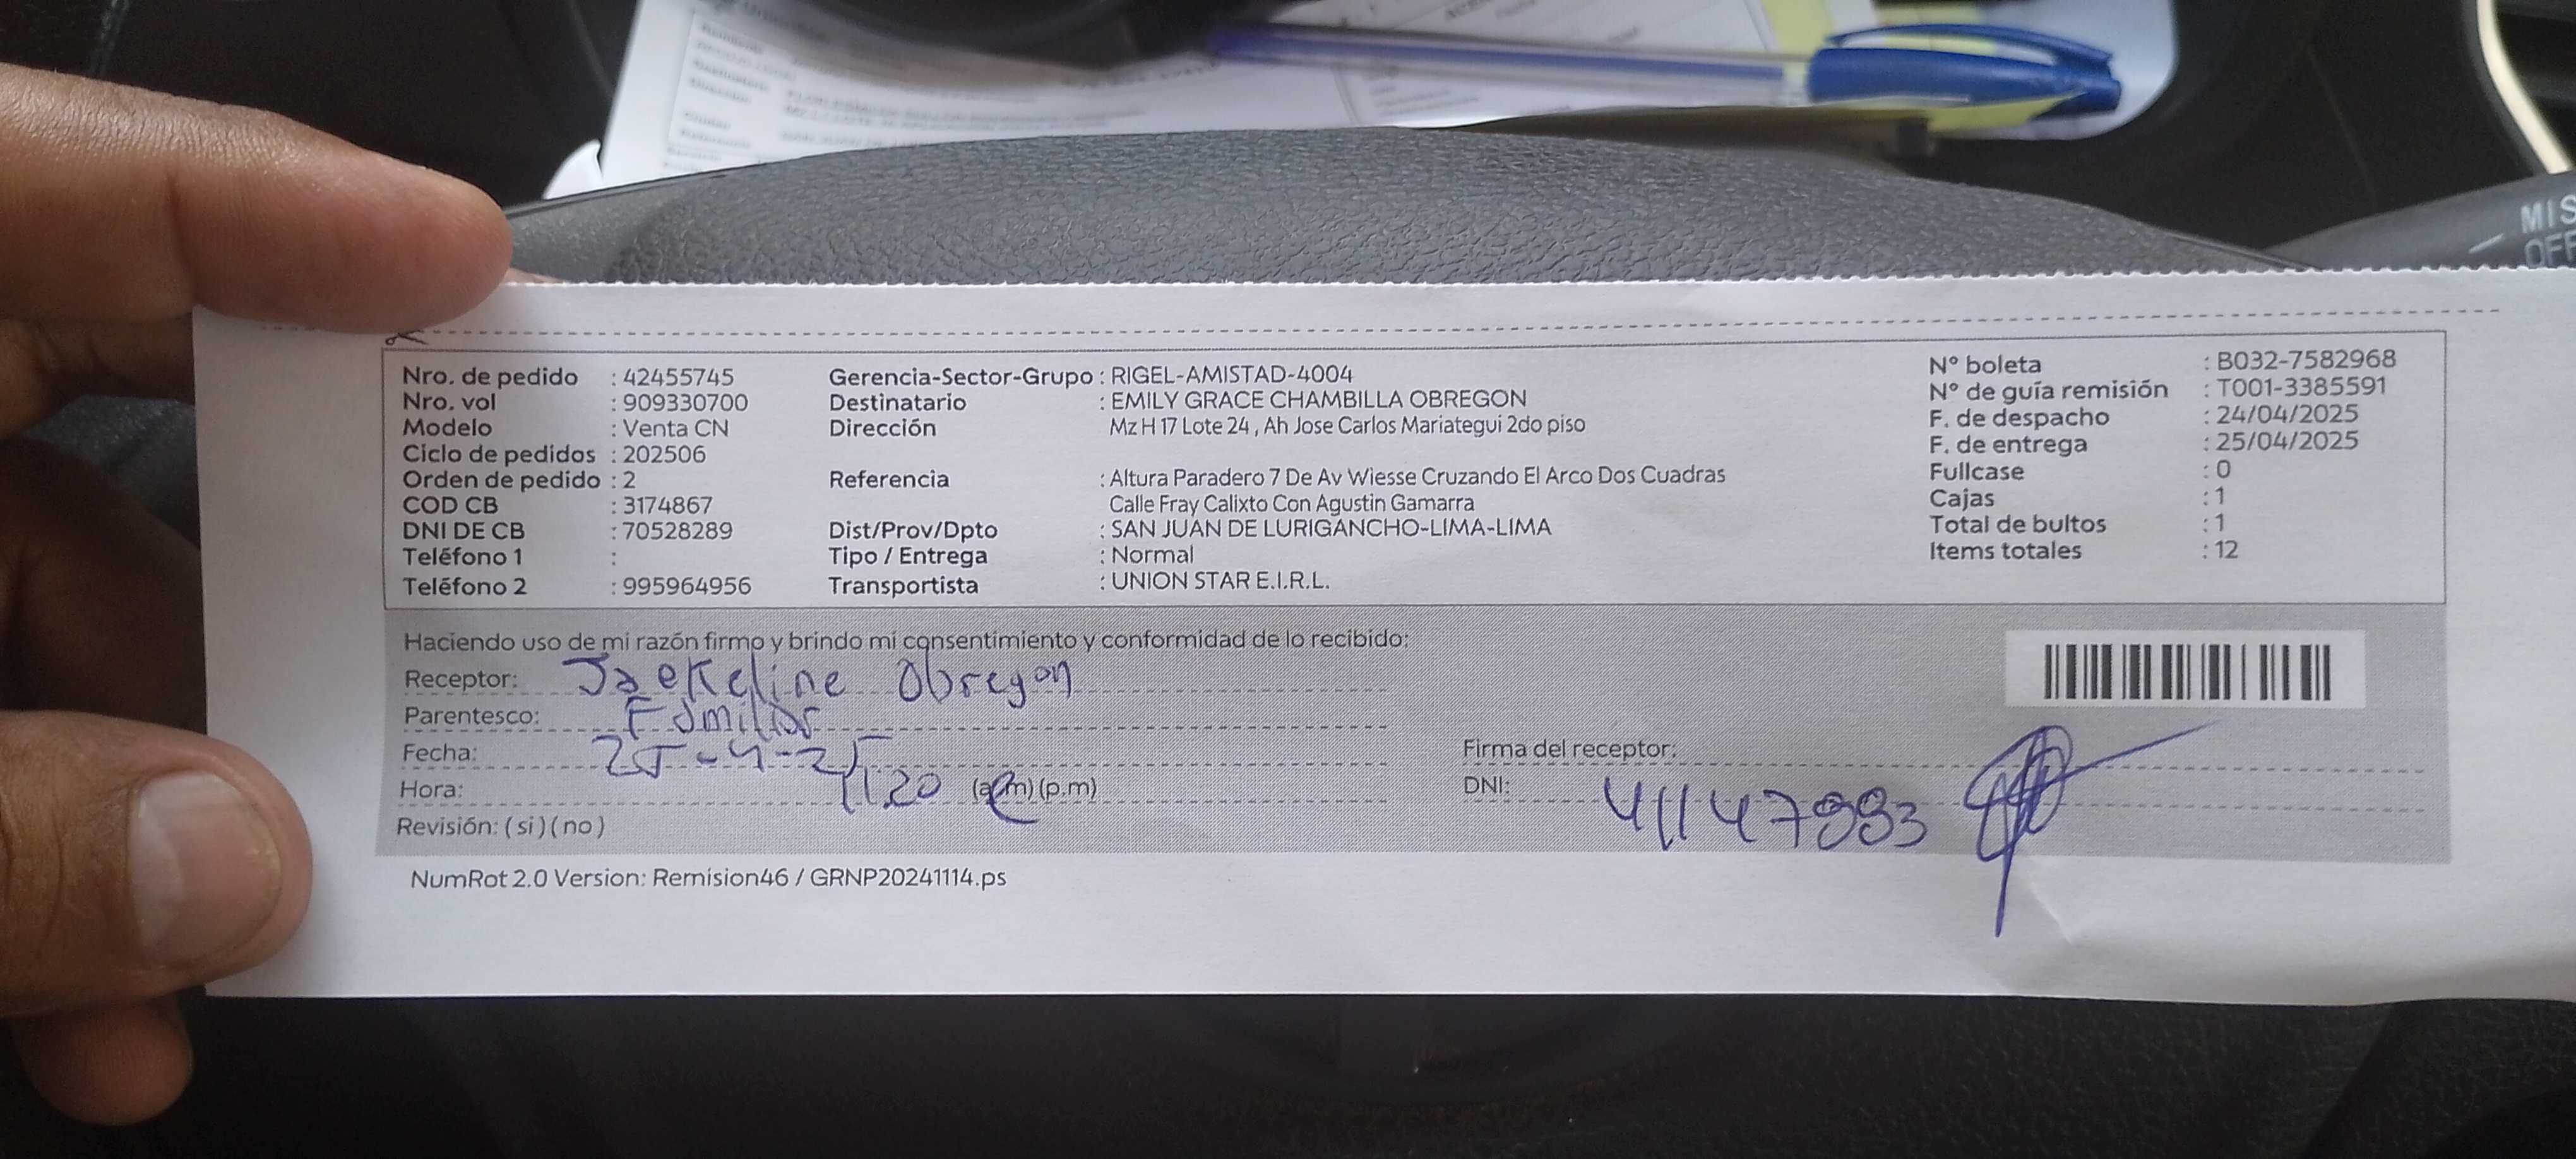 MIS
OFF
Nro. de pedido : 42455745
Nro. vol : 909330700
Modelo : Venta CN
Ciclo de pedidos : 202506
Orden de pedido : 2
COD CB : 3174867
DNI DE CB : 70528289
Teléfono 1 :
Teléfono 2 : 995964956
Gerencia-Sector-Grupo : RIGEL-AMISTAD-4004
Destinatario : EMILY GRACE CHAMBILLA OBREGON
Dirección Mz H 17 Lote 24 , Ah Jose Carlos Mariategui 2do piso
Referencia : Altura Paradero 7 De Av Wiesse Cruzando El Arco Dos Cuadras
Calle Fray Calixto Con Agustin Gamarra
Dist/Prov/Dpto : SAN JUAN DE LURIGANCHO-LIMA-LIMA
Tipo / Entrega : Normal
Transportista : UNION STAR E.I.R.L.
N° boleta : B032-7582968
N° de guía remisión : T001-3385591
F. de despacho : 24/04/2025
F. de entrega : 25/04/2025
Fullcase : 0
Cajas : 1
Total de bultos : 1
Items totales : 12
Haciendo uso de mi razón firmo y brindo mi consentimiento y conformidad de lo recibido:
Receptor: Jaekeline Obregon
Parentesco: Familiar
Fecha: 25-4-25
Hora: 11:20 (a.m) (p.m)
Revisión: ( si ) ( no )
Firma del receptor:
DNI:
NumRot 2.0 Version: Remision46 / GRNP20241114.ps